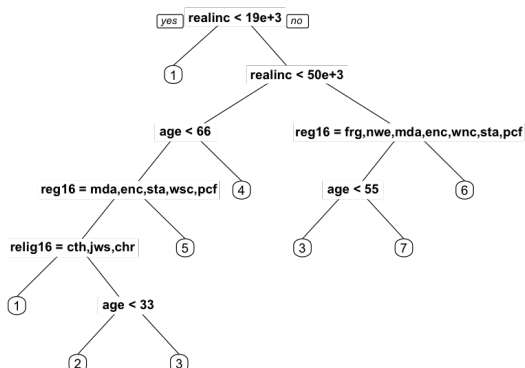 yes realinc < 19e+3 no
1
realinc < 50e+3
age < 66
reg16 = frg,nwe,mda,enc,wnc,sta,pcf
reg16 = mda,enc,sta,wsc,pcf
4
age < 55
6
relig16 = cth,jws,chr
5
3
7
1
age < 33
2
3